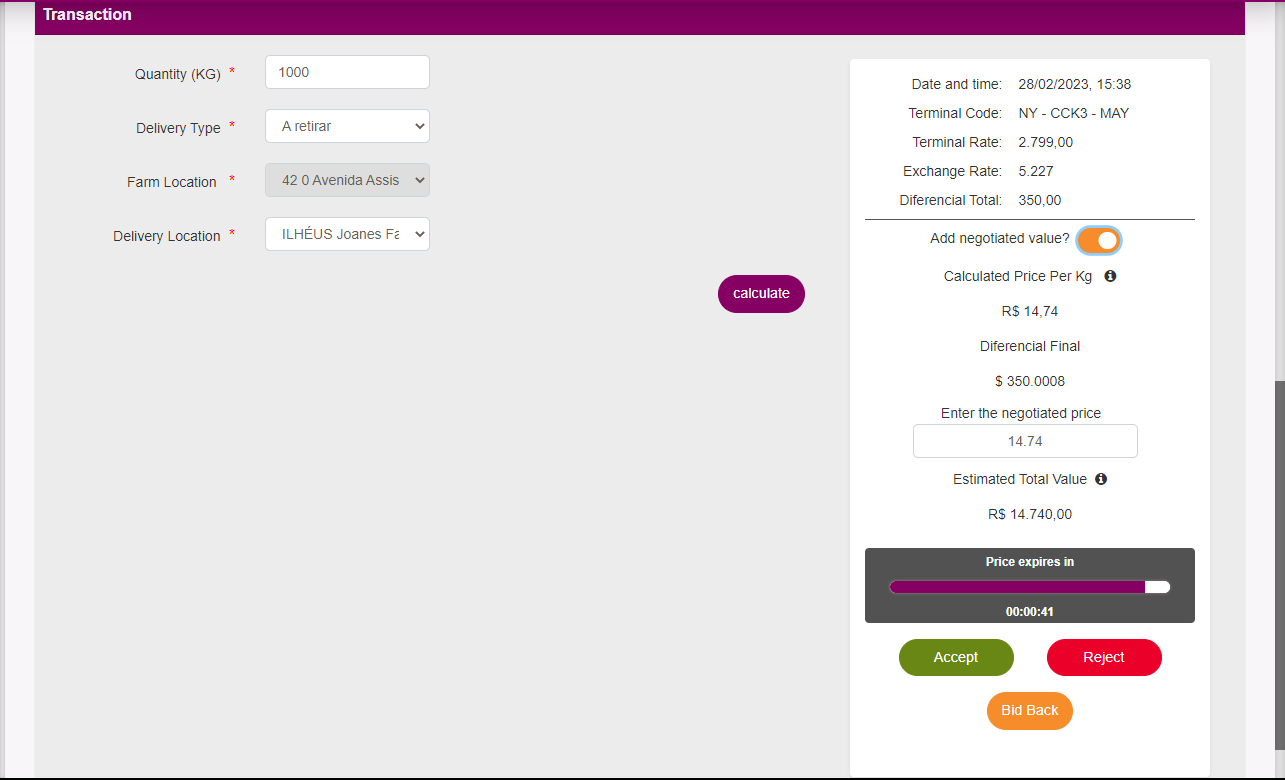 Transaction
Quantity (KG) *
1000
Delivery Type *
A retirar
Farm Location *
42 0 Avenida Assis
Delivery Location *
ILHÉUS Joanes Fa
calculate
Date and time: 28/02/2023, 15:38
Terminal Code: NY - CCK3 - MAY
Terminal Rate: 2.799,00
Exchange Rate: 5.227
Diferencial Total: 350,00
Add negotiated value?
Calculated Price Per Kg
R$ 14,74
Diferencial Final
$ 350.0008
Enter the negotiated price
14.74
Estimated Total Value
R$ 14.740,00
Price expires in
00:00:41
Accept
Reject
Bid Back